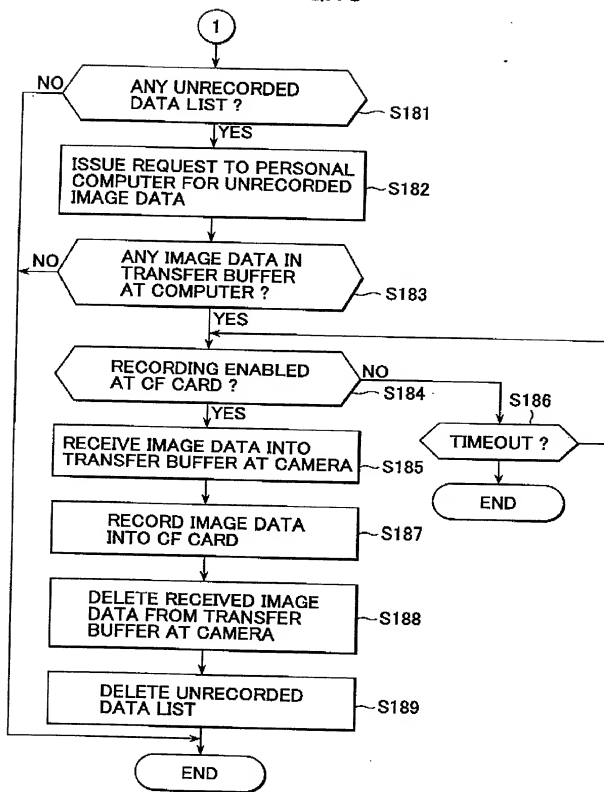 1
NO
ANY UNRECORDED
DATA LIST ?
S181
YES
ISSUE REQUEST TO PERSONAL
COMPUTER FOR UNRECORDED
IMAGE DATA
S182
NO
ANY IMAGE DATA IN
TRANSFER BUFFER
AT COMPUTER ?
S183
YES
RECORDING ENABLED
AT CF CARD ?
NO
S184
S186
YES
TIMEOUT ?
RECEIVE IMAGE DATA INTO
TRANSFER BUFFER AT CAMERA
S185
END
RECORD IMAGE DATA
INTO CF CARD
S187
DELETE RECEIVED IMAGE
DATA FROM TRANSFER
BUFFER AT CAMERA
S188
DELETE UNRECORDED
DATA LIST
S189
END